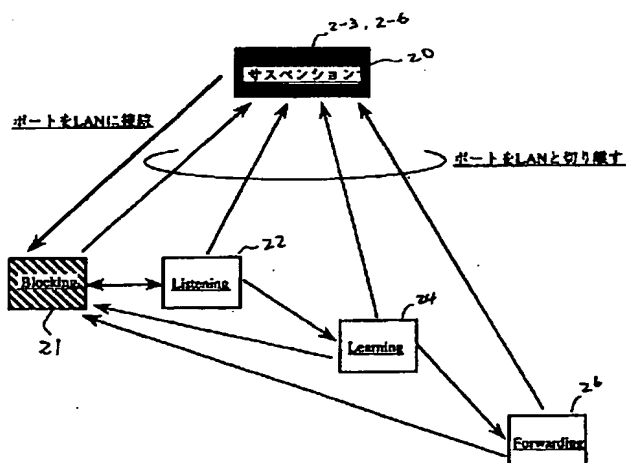 2-3, 2-6
サスペンション
20
ポートをLANに接続
ポートをLANと切り離す
Blocking
22
Listening
21
24
Learning
26
Forwarding